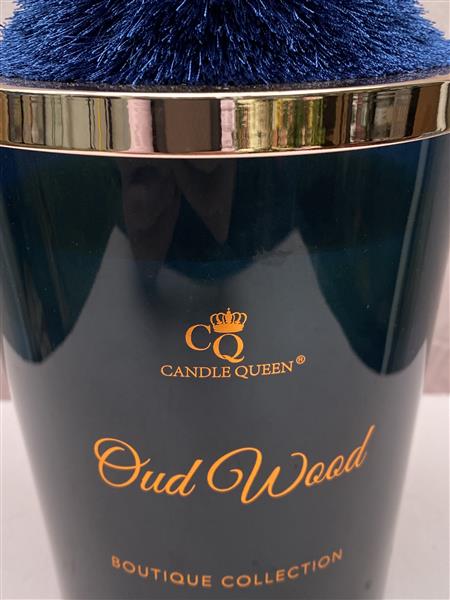 CQ
CANDLE QUEEN®
Oud Wood
BOUTIQUE COLLECTION